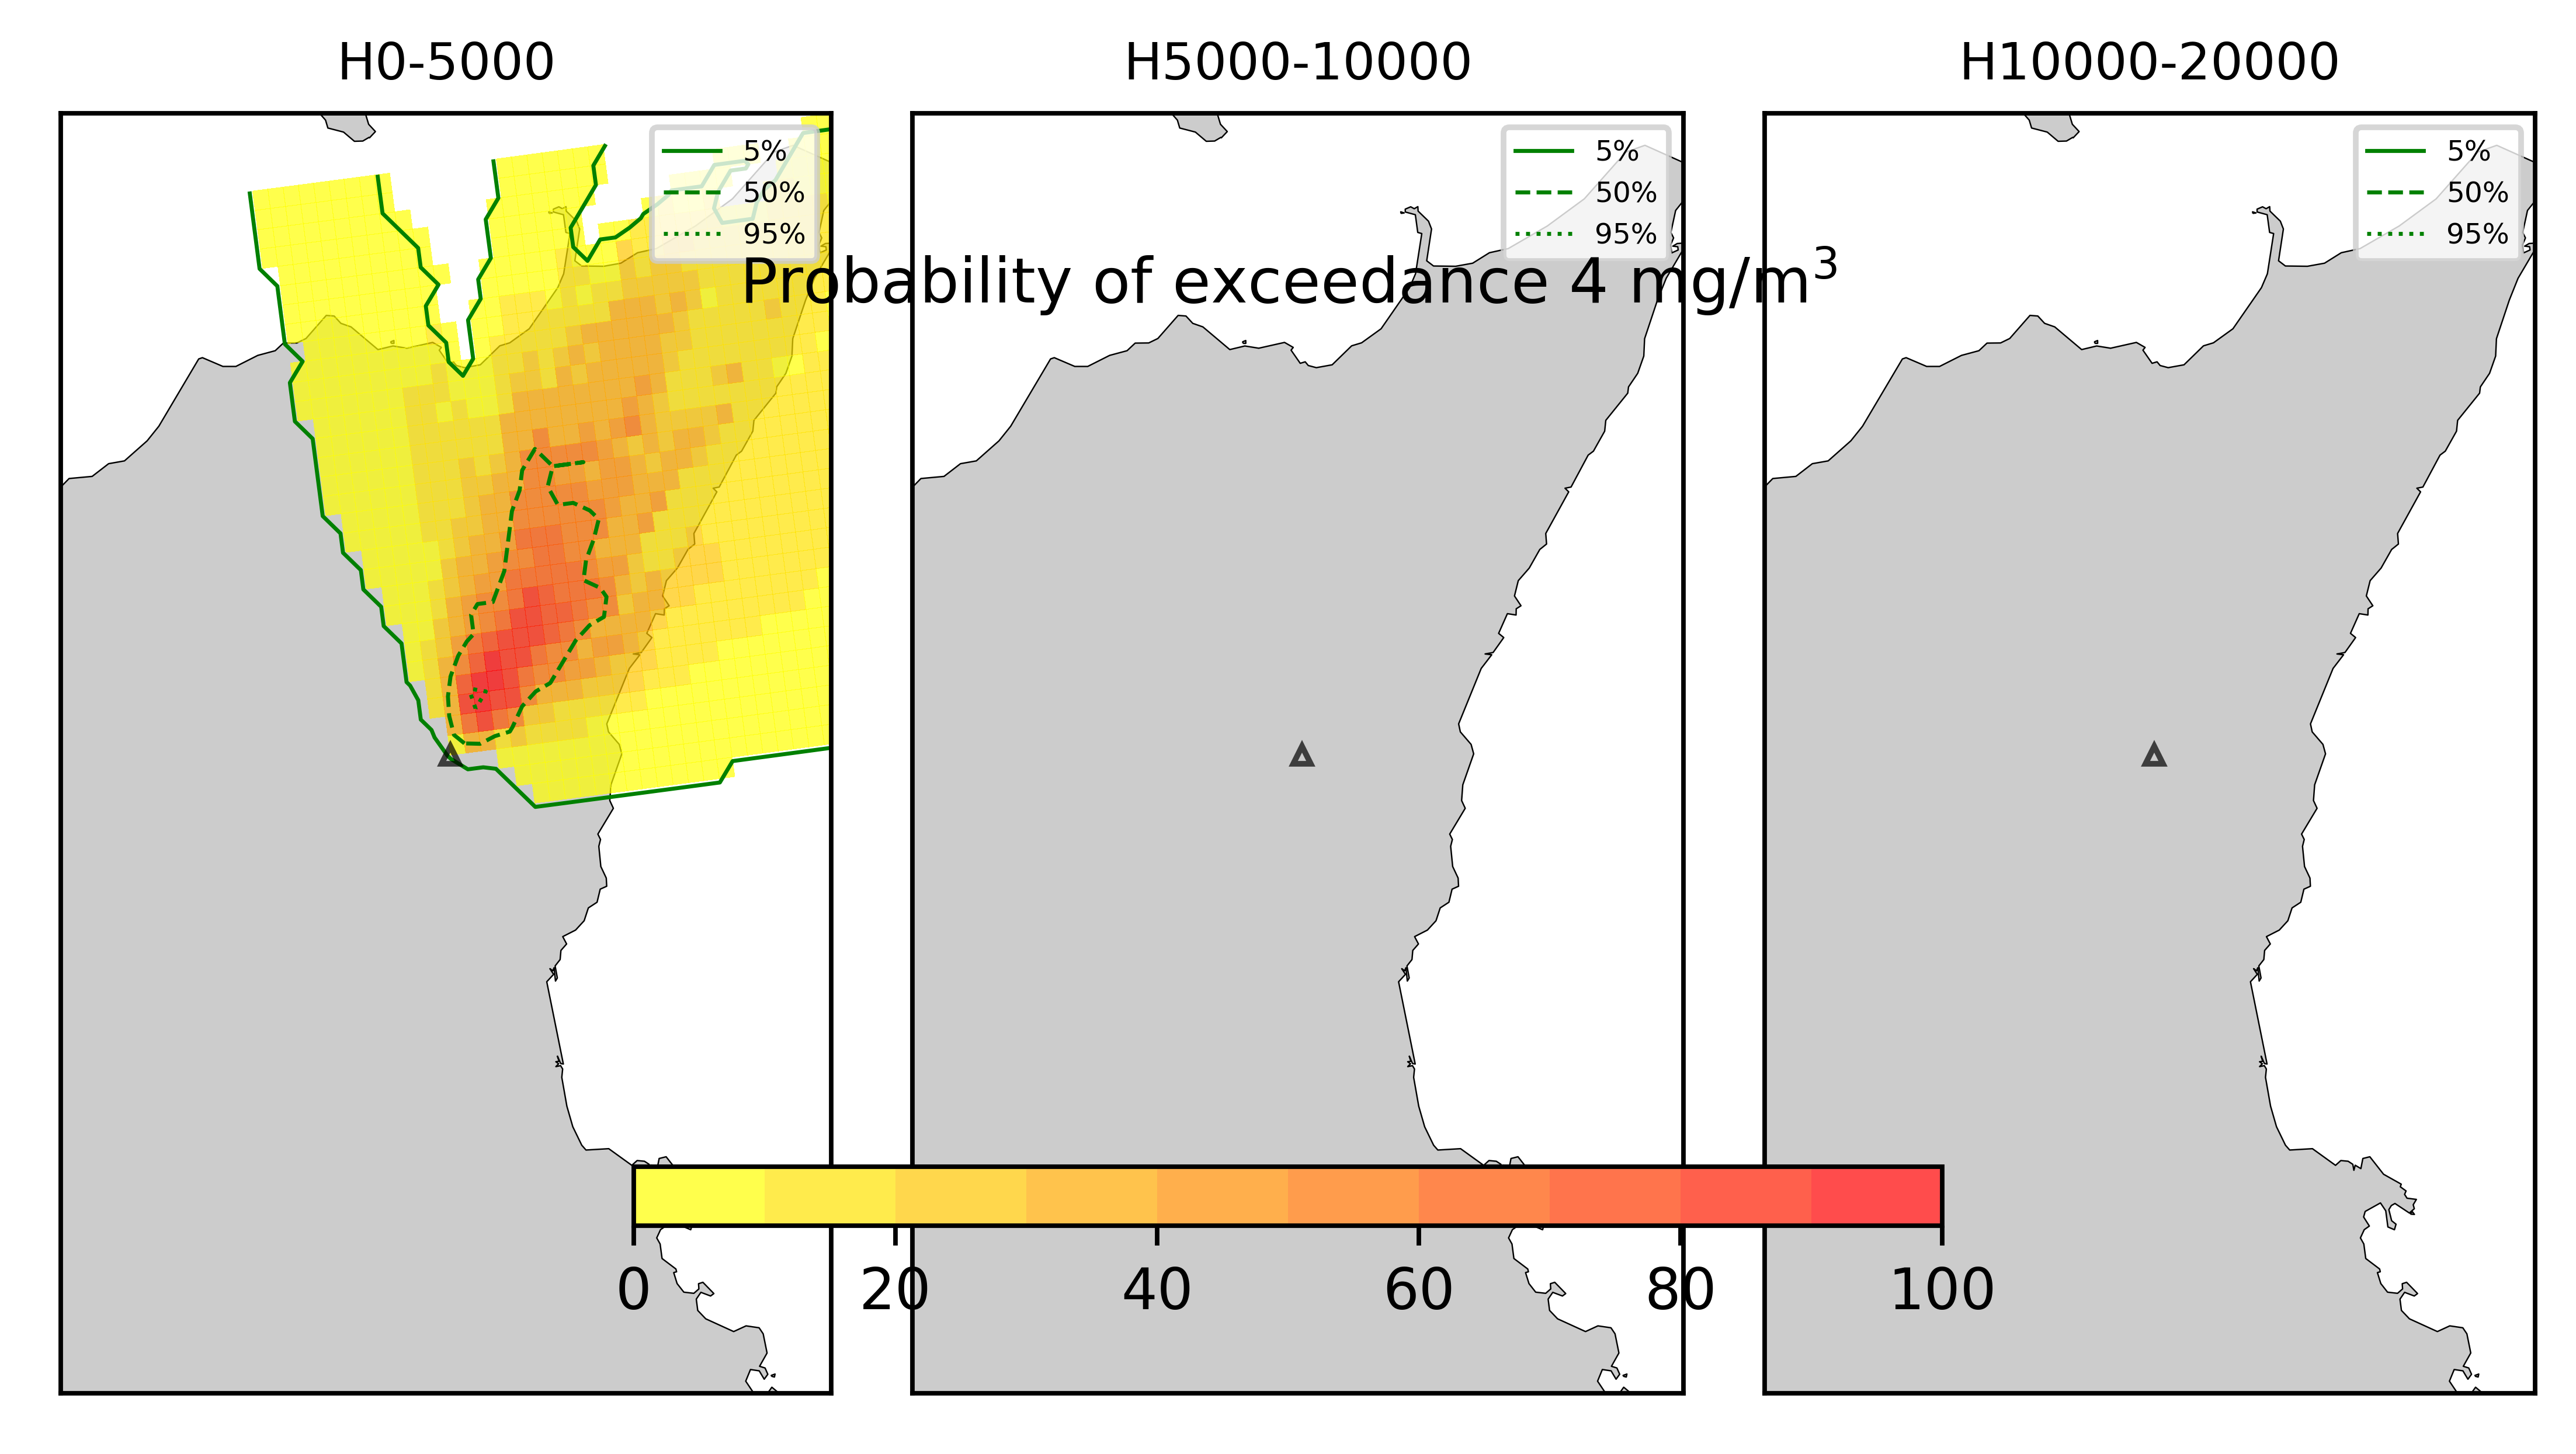 H0-5000 H5000-10000 H10000-20000
5% 5% 5%
50% 50% 50%
95% 95% 95%
Probability of exceedance 4 mg/m³
0 20 40 60 80 100